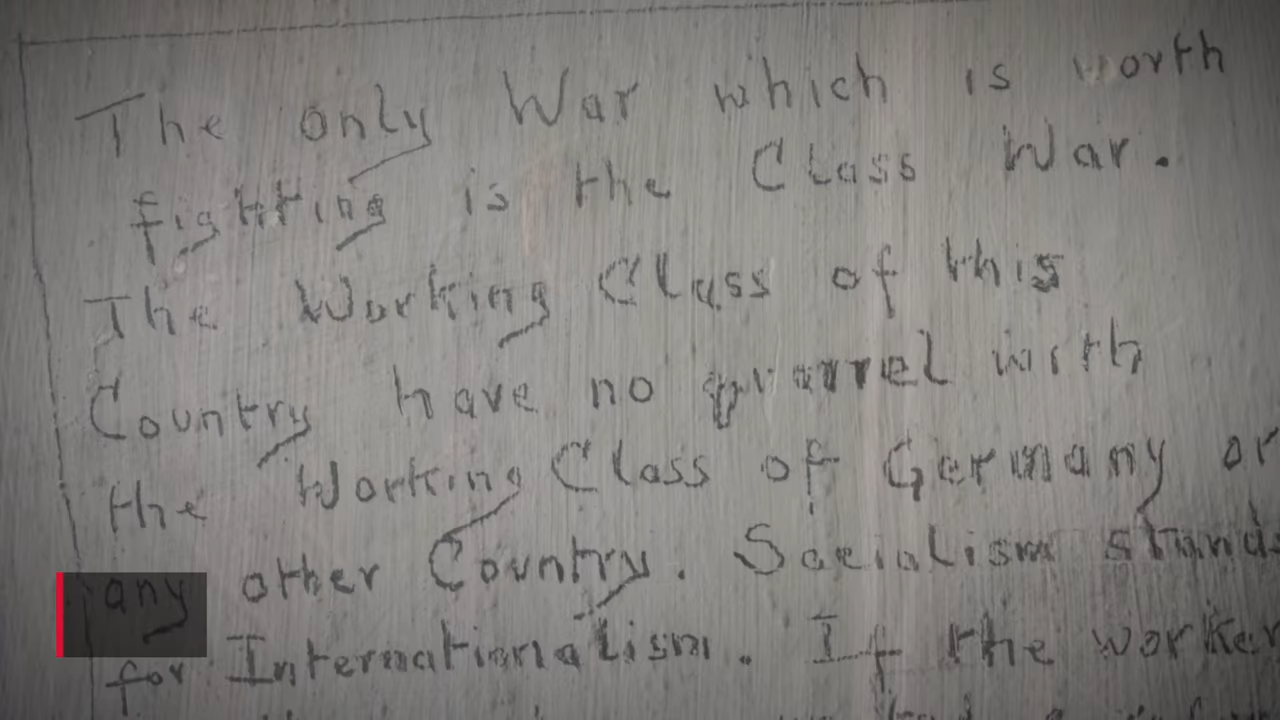 The only War which is worth
fighting is the Class War.
The Working Class of this
Country have no quarrel with
the Working Class of Germany or
any other Country. Socialism stands
for Internationalism. If the worker